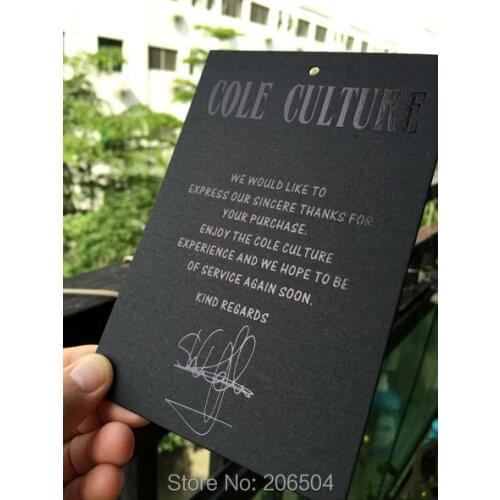 COLE CULTURE
WE WOULD LIKE TO
EXPRESS OUR SINCERE THANKS FOR
YOUR PURCHASE.
ENJOY THE COLE CULTURE
EXPERIENCE AND WE HOPE TO BE
OF SERVICE AGAIN SOON.
KIND REGARDS
Store No: 206504